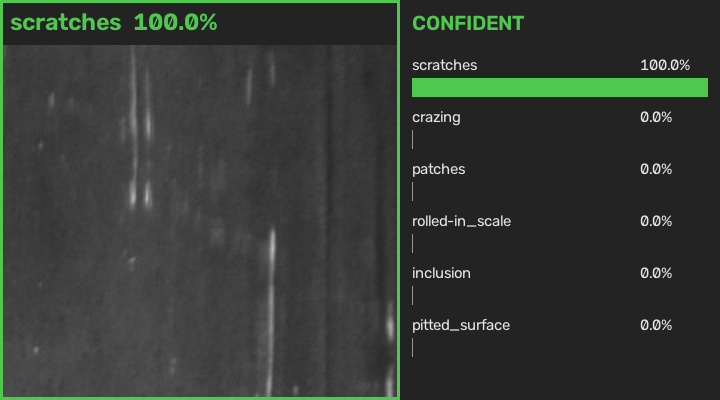 scratches 100.0%
CONFIDENT
scratches 100.0%
crazing 0.0%
patches 0.0%
rolled-in_scale 0.0%
inclusion 0.0%
pitted_surface 0.0%